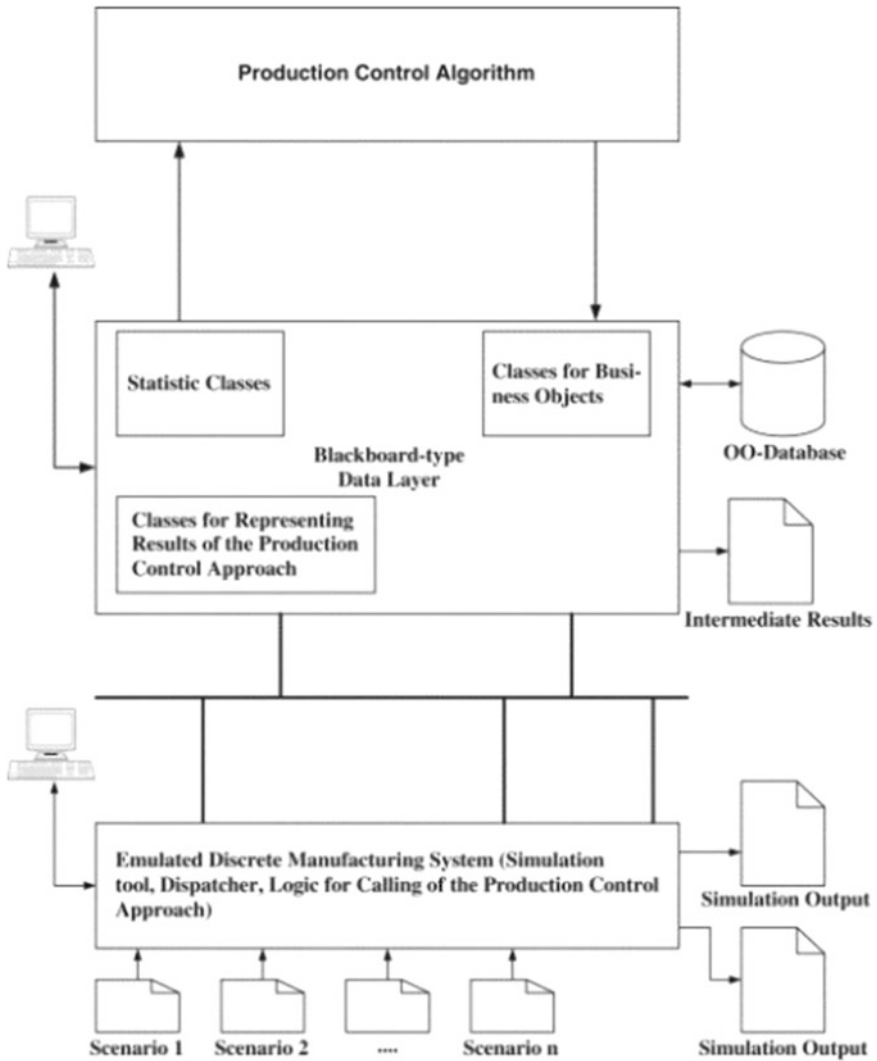 Production Control Algorithm
Statistic Classes
Classes for Busi-
ness Objects
Blackboard-type
Data Layer
OO-Database
Classes for Representing
Results of the Production
Control Approach
Intermediate Results
Emulated Discrete Manufacturing System (Simulation
tool, Dispatcher, Logic for Calling of the Production Control
Approach)
Simulation Output
Scenario 1
Scenario 2
....
Scenario n
Simulation Output